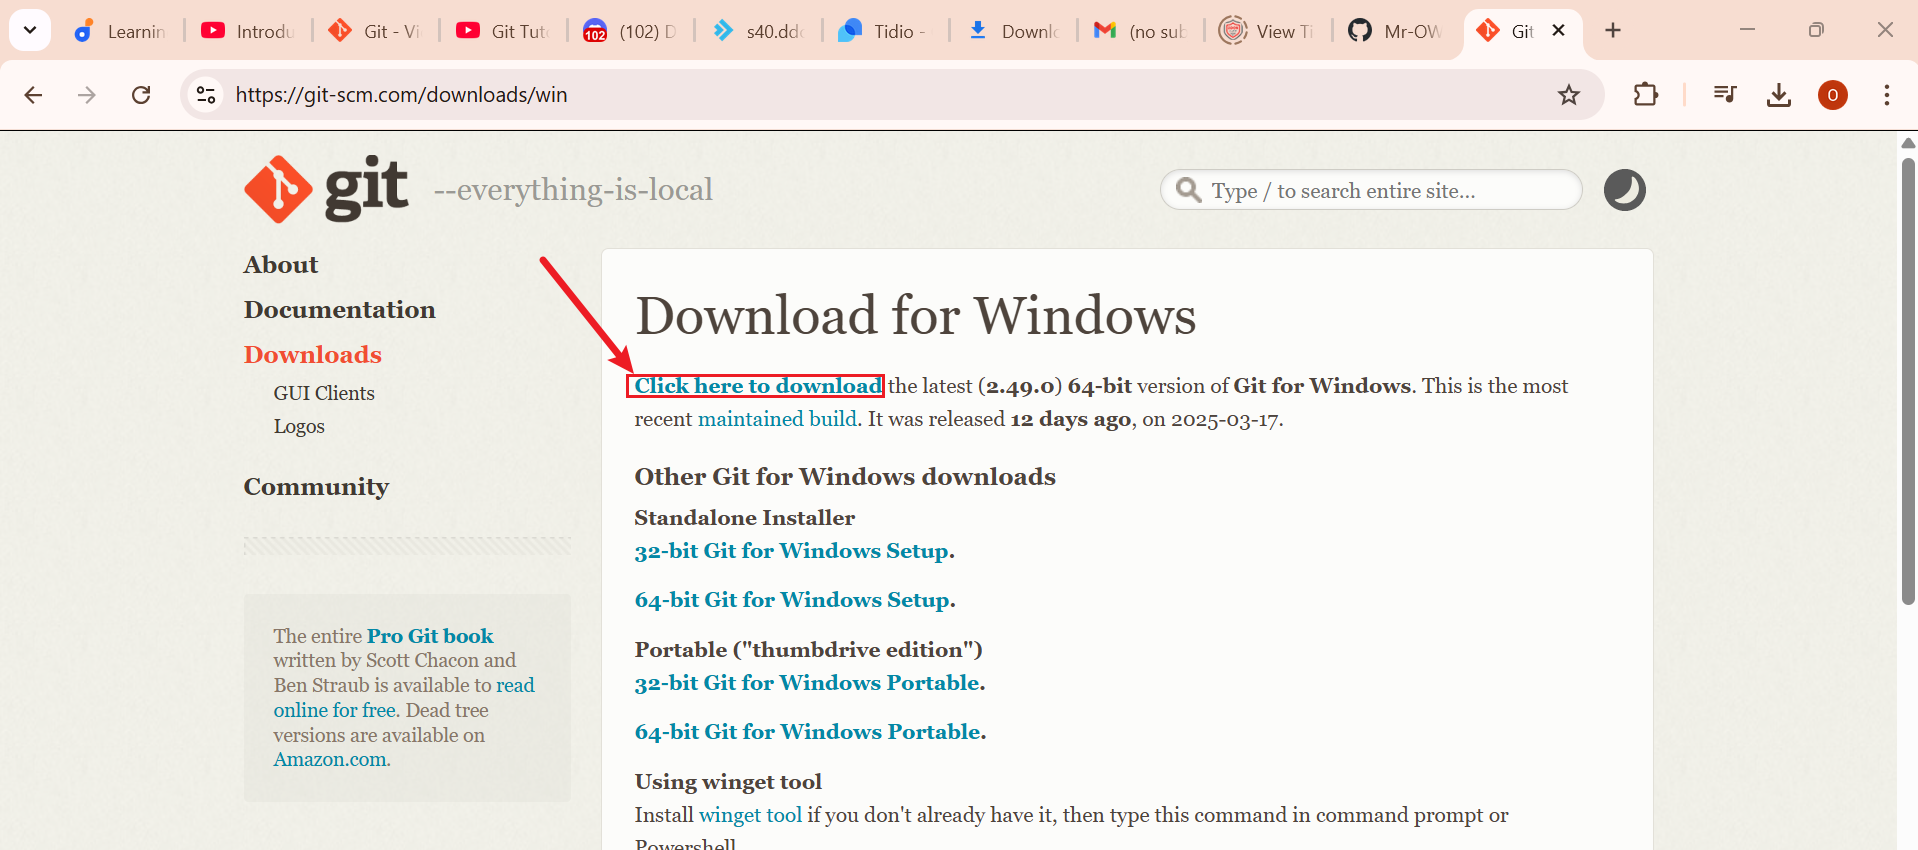 Learnin
Introdu
Git - Vi
Git Tut
102
(102) D
s40.ddc
Tidio -
Downlo
(no sub
View Ti
Mr-OW
Git
https://git-scm.com/downloads/win
O
git --everything-is-local
Type / to search entire site...
About
Documentation
Downloads
GUI Clients
Logos
Community
The entire Pro Git book
written by Scott Chacon and
Ben Straub is available to read
online for free. Dead tree
versions are available on
Amazon.com.
Download for Windows
Click here to download the latest (2.49.0) 64-bit version of Git for Windows. This is the most
recent maintained build. It was released 12 days ago, on 2025-03-17.
Other Git for Windows downloads
Standalone Installer
32-bit Git for Windows Setup.
64-bit Git for Windows Setup.
Portable ("thumbdrive edition")
32-bit Git for Windows Portable.
64-bit Git for Windows Portable.
Using winget tool
Install winget tool if you don't already have it, then type this command in command prompt or
Powershell.